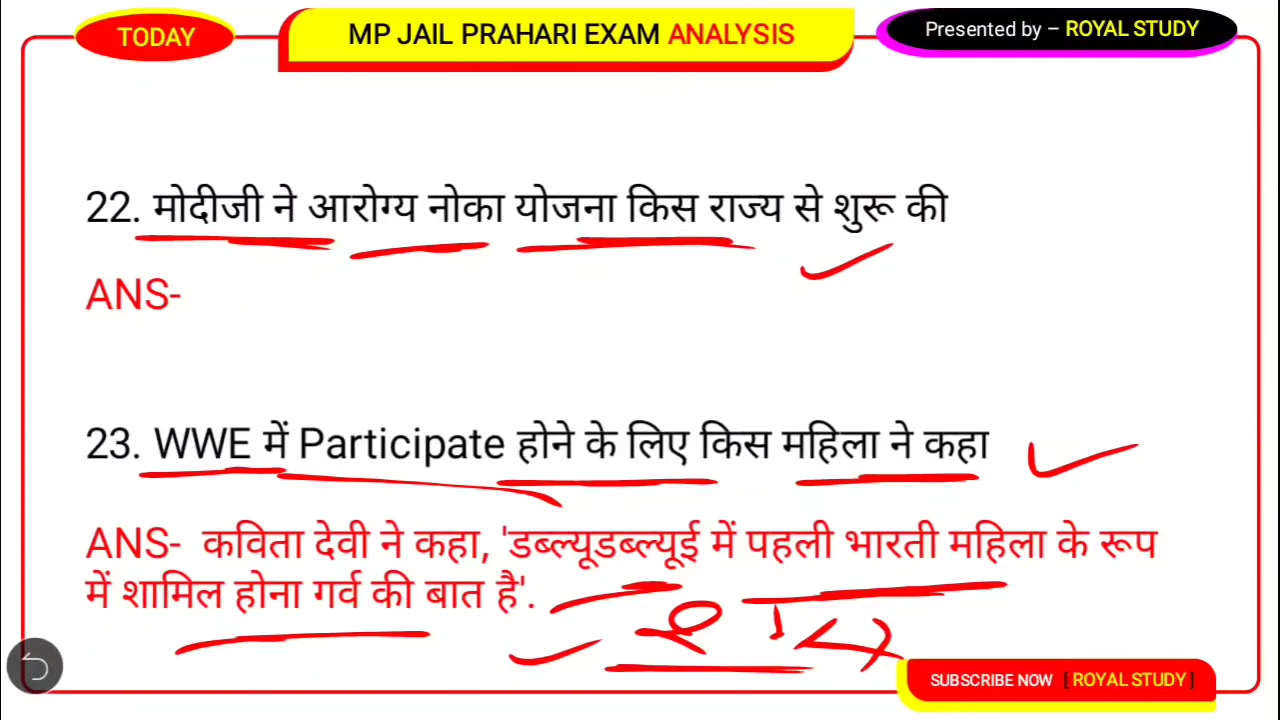 TODAY
MP JAIL PRAHARI EXAM ANALYSIS
Presented by – ROYAL STUDY
22. मोदीजी ने आरोग्य नोका योजना किस राज्य से शुरू की
ANS-
23. WWE में Participate होने के लिए किस महिला ने कहा
ANS- कविता देवी ने कहा, 'डब्ल्यूडब्ल्यूई में पहली भारती महिला के रूप
में शामिल होना गर्व की बात है'.
SUBSCRIBE NOW [ ROYAL STUDY ]